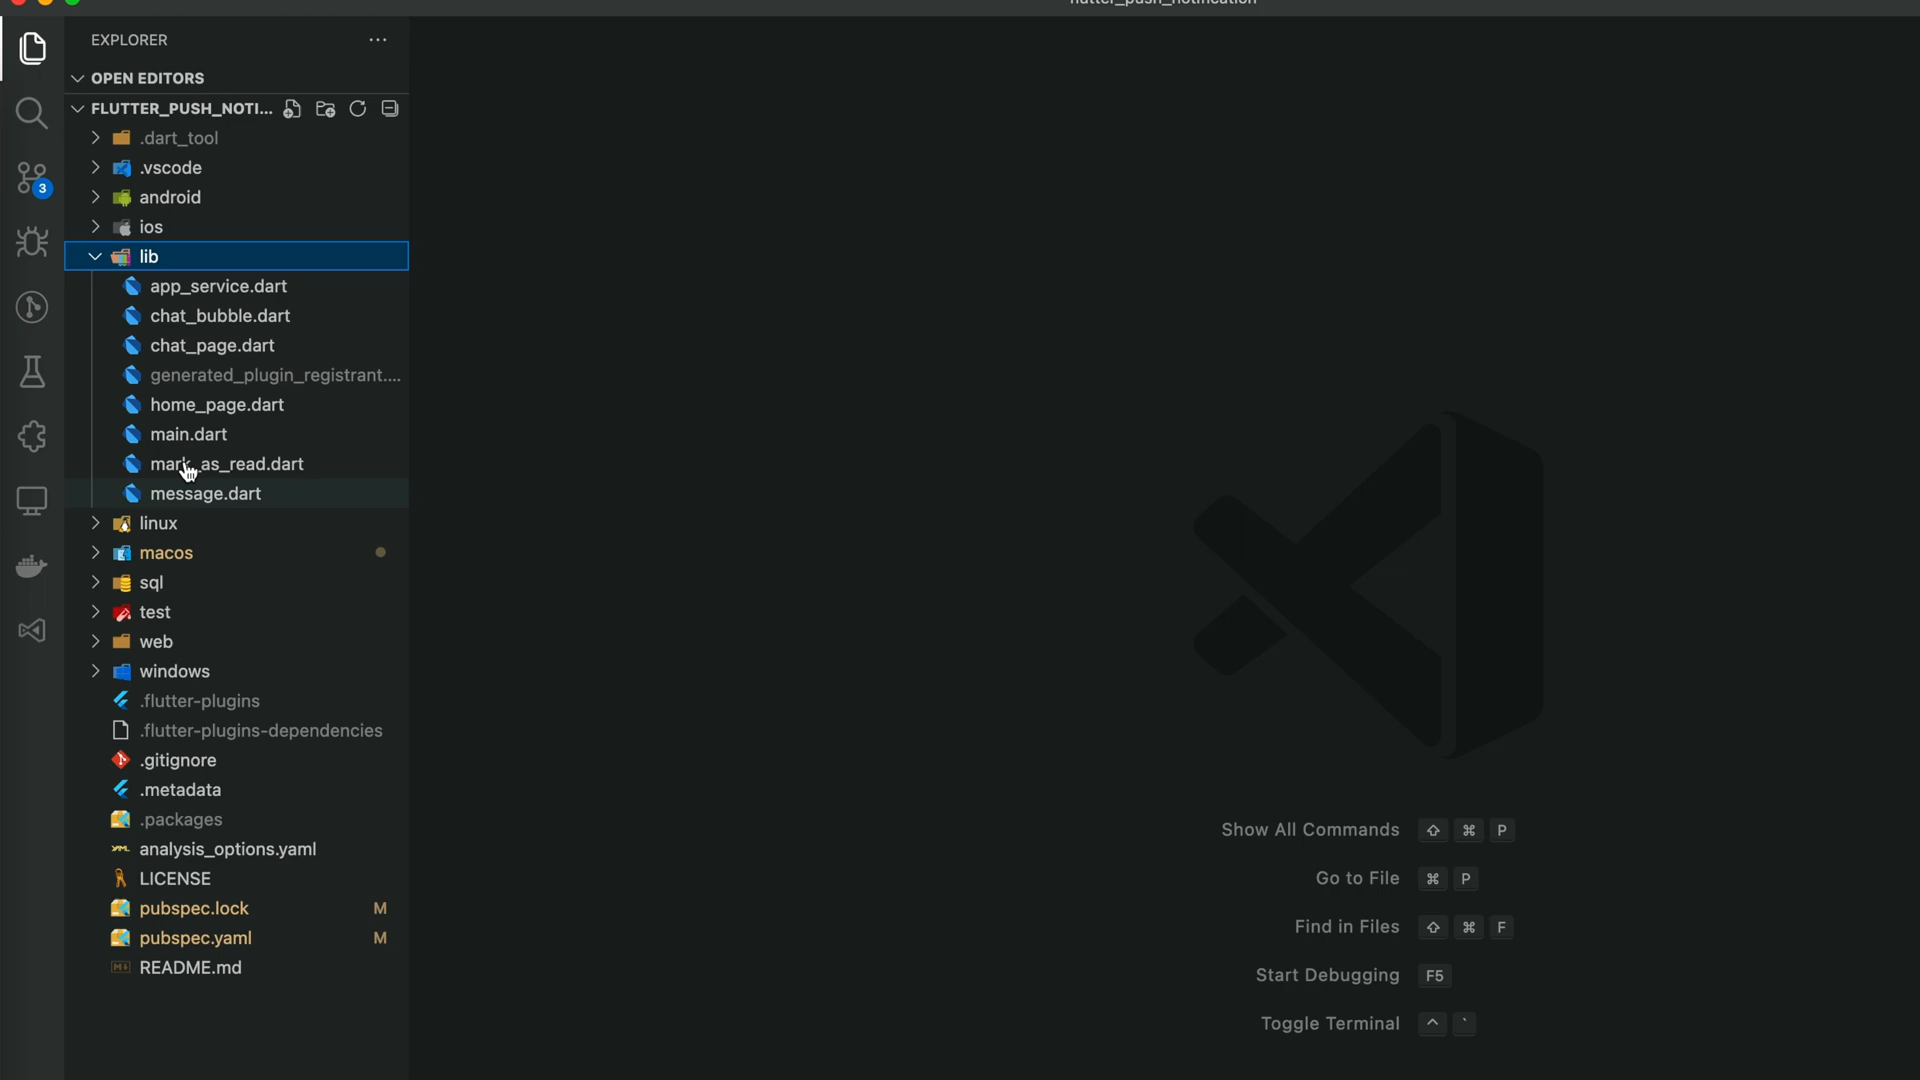 flutter_push_notification
EXPLORER
OPEN EDITORS
FLUTTER_PUSH_NOTI...
.dart_tool
.vscode
3
android
ios
lib
app_service.dart
chat_bubble.dart
chat_page.dart
generated_plugin_registrant....
home_page.dart
main.dart
mark_as_read.dart
message.dart
linux
macos
sql
test
web
windows
.flutter-plugins
.flutter-plugins-dependencies
.gitignore
.metadata
.packages
analysis_options.yaml
LICENSE
pubspec.lock M
pubspec.yaml M
README.md
Show All Commands ⇧ ⌘ P
Go to File ⌘ P
Find in Files ⇧ ⌘ F
Start Debugging F5
Toggle Terminal ^ `